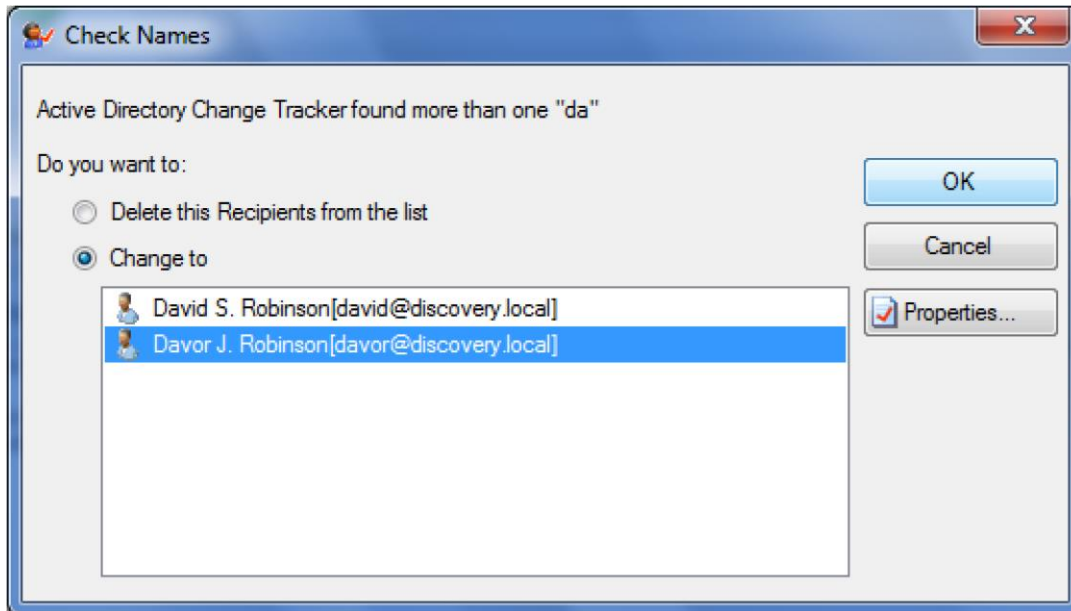 Check Names
Active Directory Change Tracker found more than one "da"
Do you want to:
Delete this Recipients from the list
Change to
David S. Robinson[david@discovery.local]
Davor J. Robinson[davor@discovery.local]
OK
Cancel
Properties...